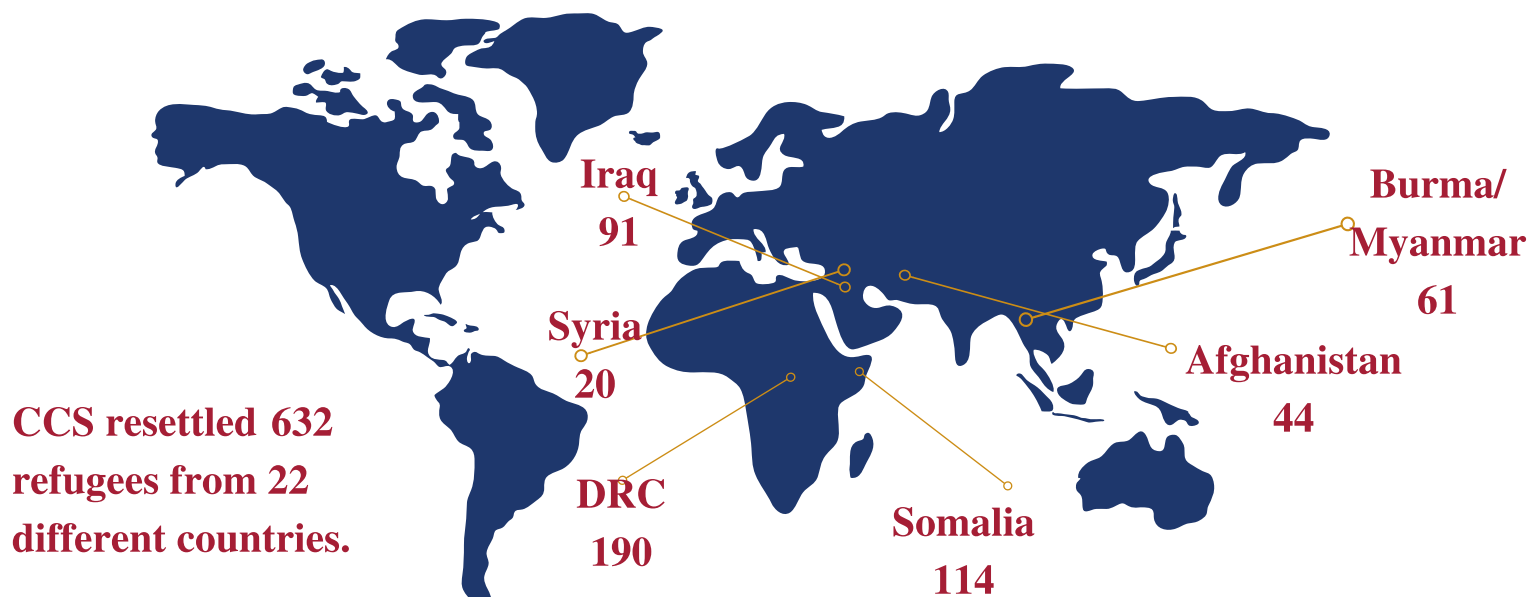 Iraq
91
Burma/
Myanmar
61
Syria
20
Afghanistan
44
CCS resettled 632
refugees from 22
different countries.
DRC
190
Somalia
114